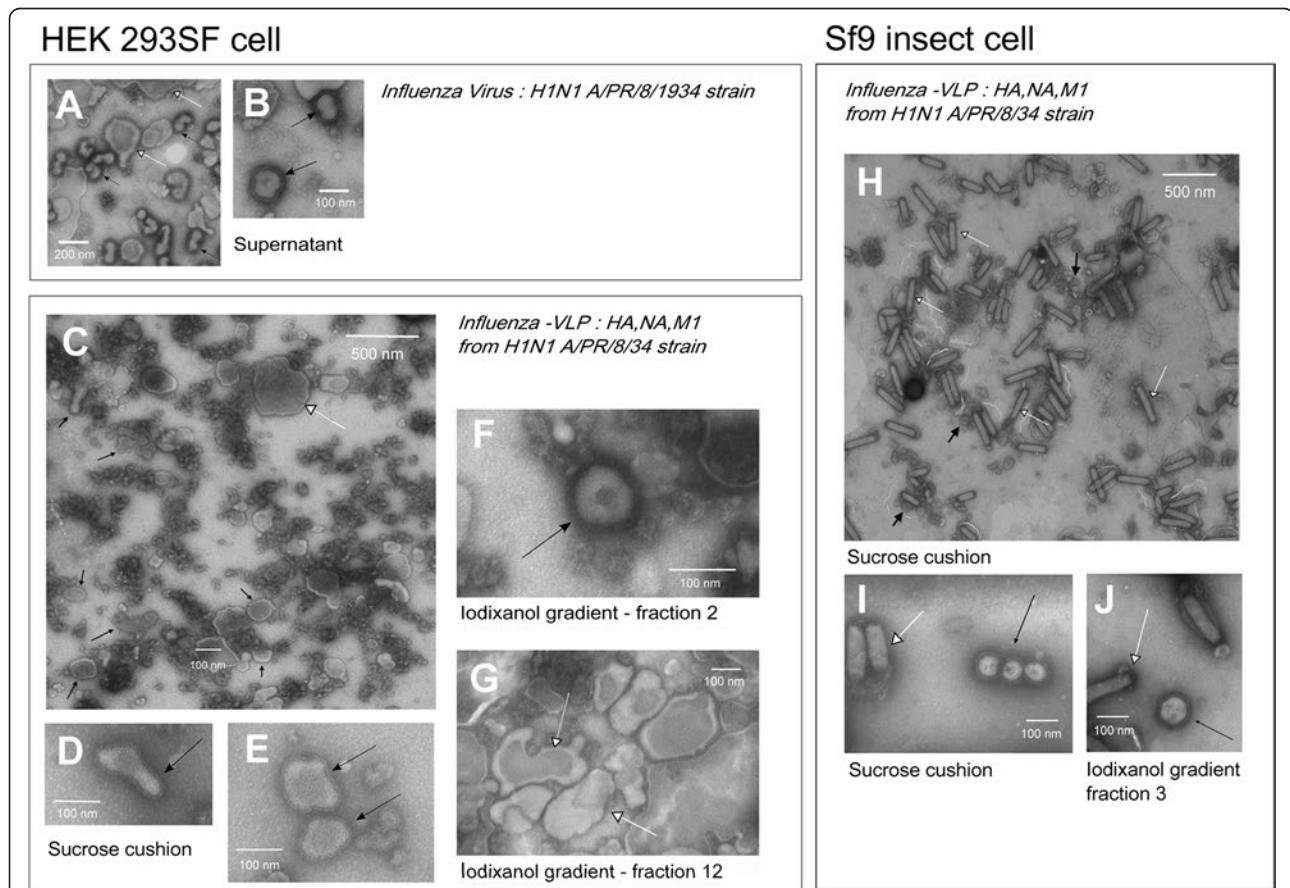 HEK 293SF cell
Influenza Virus : H1N1 A/PR/8/1934 strain
A
200 nm
B
100 nm
Supernatant
Influenza -VLP : HA,NA,M1
from H1N1 A/PR/8/34 strain
C
500 nm
100 nm
D
100 nm
Sucrose cushion
E
100 nm
F
100 nm
Iodixanol gradient - fraction 2
G
100 nm
Iodixanol gradient - fraction 12
Sf9 insect cell
Influenza -VLP : HA,NA,M1
from H1N1 A/PR/8/34 strain
H
500 nm
Sucrose cushion
I
100 nm
Sucrose cushion
J
100 nm
Iodixanol gradient
fraction 3